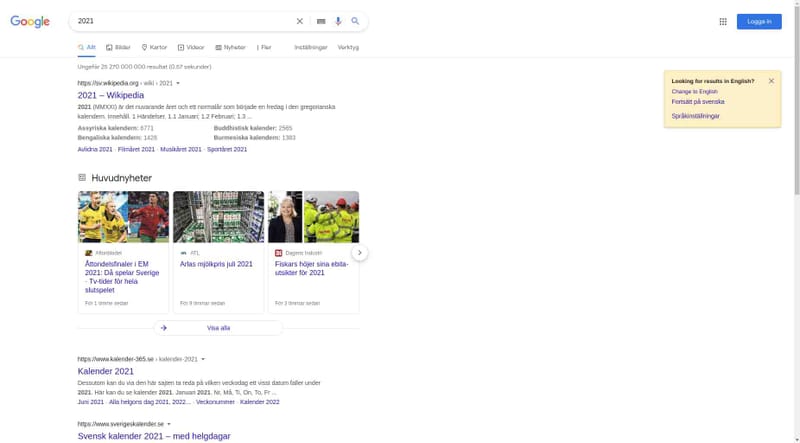 Google
2021
Logga in
Allt
Bilder
Kartor
Videor
Nyheter
Fler
Inställningar
Verktyg
Ungefär 25 270 000 000 resultat (0,67 sekunder)
https://sv.wikipedia.org › wiki › 2021
2021 – Wikipedia
2021 (MMXXI) är det nuvarande året och ett normalår som började en fredag i den gregorianska
kalendern. Innehåll. 1 Händelser. 1.1 Januari; 1.2 Februari; 1.3 ...
Assyriska kalendern: 6771
Buddhistisk kalender: 2565
Bengaliska kalendern: 1428
Burmesiska kalendern: 1383
Avlidna 2021 · Filmåret 2021 · Musikåret 2021 · Sportåret 2021
Looking for results in English?
Change to English
Fortsätt på svenska
Språkinställningar
Huvudnyheter
Aftonbladet
Åttondelsfinaler i EM
2021: Då spelar Sverige
- Tv-tider för hela
slutspelet
För 1 timme sedan
ATL
Arlas mjölkpris juli 2021
För 9 timmar sedan
Dagens Industri
Fiskars höjer sina ebita-
utsikter för 2021
För 2 timmar sedan
Visa alla
https://www.kalender-365.se › kalender-2021
Kalender 2021
Dessutom kan du via den här sajten ta reda på vilken veckodag ett visst datum faller under
2021. Här kan du se kalender 2021. Januari 2021. Nr, Må, Ti, On, To, Fr ...
Juni 2021 · Alla helgons dag 2021, 2022... · Veckonummer · Kalender 2022
https://www.sverigeskalender.se
Svensk kalender 2021 – med helgdagar